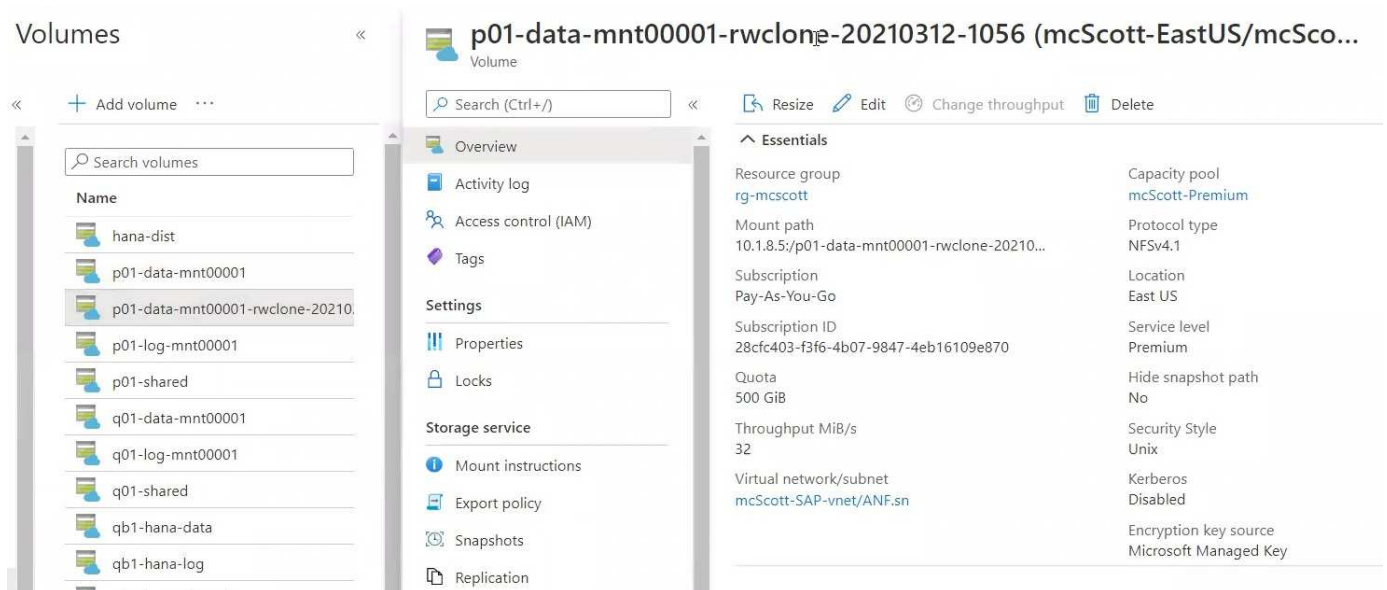 Volumes
«
p01-data-mnt00001-rwclone-20210312-1056 (mcScott-EastUS/mcSco...
Volume
«
+ Add volume ...
Search volumes
Name
hana-dist
p01-data-mnt00001
p01-data-mnt00001-rwclone-20210.
p01-log-mnt00001
p01-shared
q01-data-mnt00001
q01-log-mnt00001
q01-shared
qb1-hana-data
qb1-hana-log
Search (Ctrl+/)
«
Overview
Activity log
Access control (IAM)
Tags
Settings
Properties
Locks
Storage service
Mount instructions
Export policy
Snapshots
Replication
Resize Edit Change throughput Delete
Essentials
Resource group
rg-mcscott
Mount path
10.1.8.5:/p01-data-mnt00001-rwclone-20210...
Subscription
Pay-As-You-Go
Subscription ID
28cfc403-f3f6-4b07-9847-4eb16109e870
Quota
500 GiB
Throughput MiB/s
32
Virtual network/subnet
mcScott-SAP-vnet/ANF.sn
Capacity pool
mcScott-Premium
Protocol type
NFSv4.1
Location
East US
Service level
Premium
Hide snapshot path
No
Security Style
Unix
Kerberos
Disabled
Encryption key source
Microsoft Managed Key